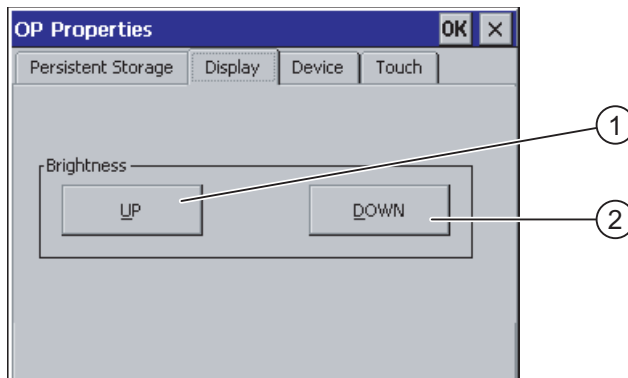 OP Properties OK ×
Persistent Storage Display Device Touch
1
Brightness
UP DOWN
2